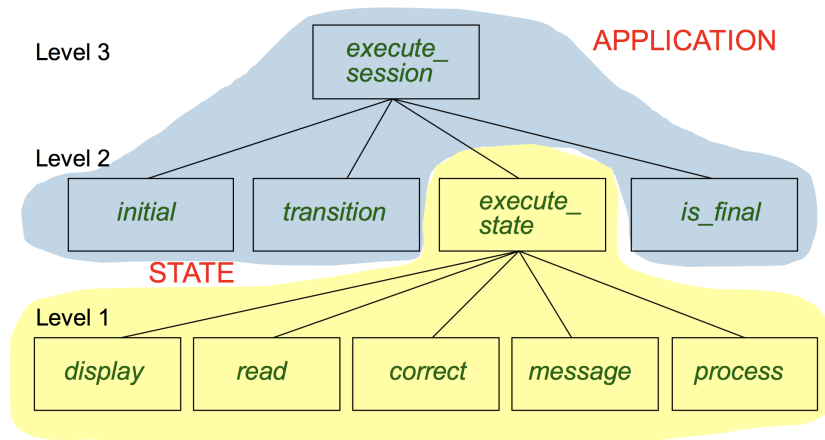 Level 3
execute_
session
APPLICATION
Level 2
initial
transition
execute_
state
is_final
STATE
Level 1
display
read
correct
message
process